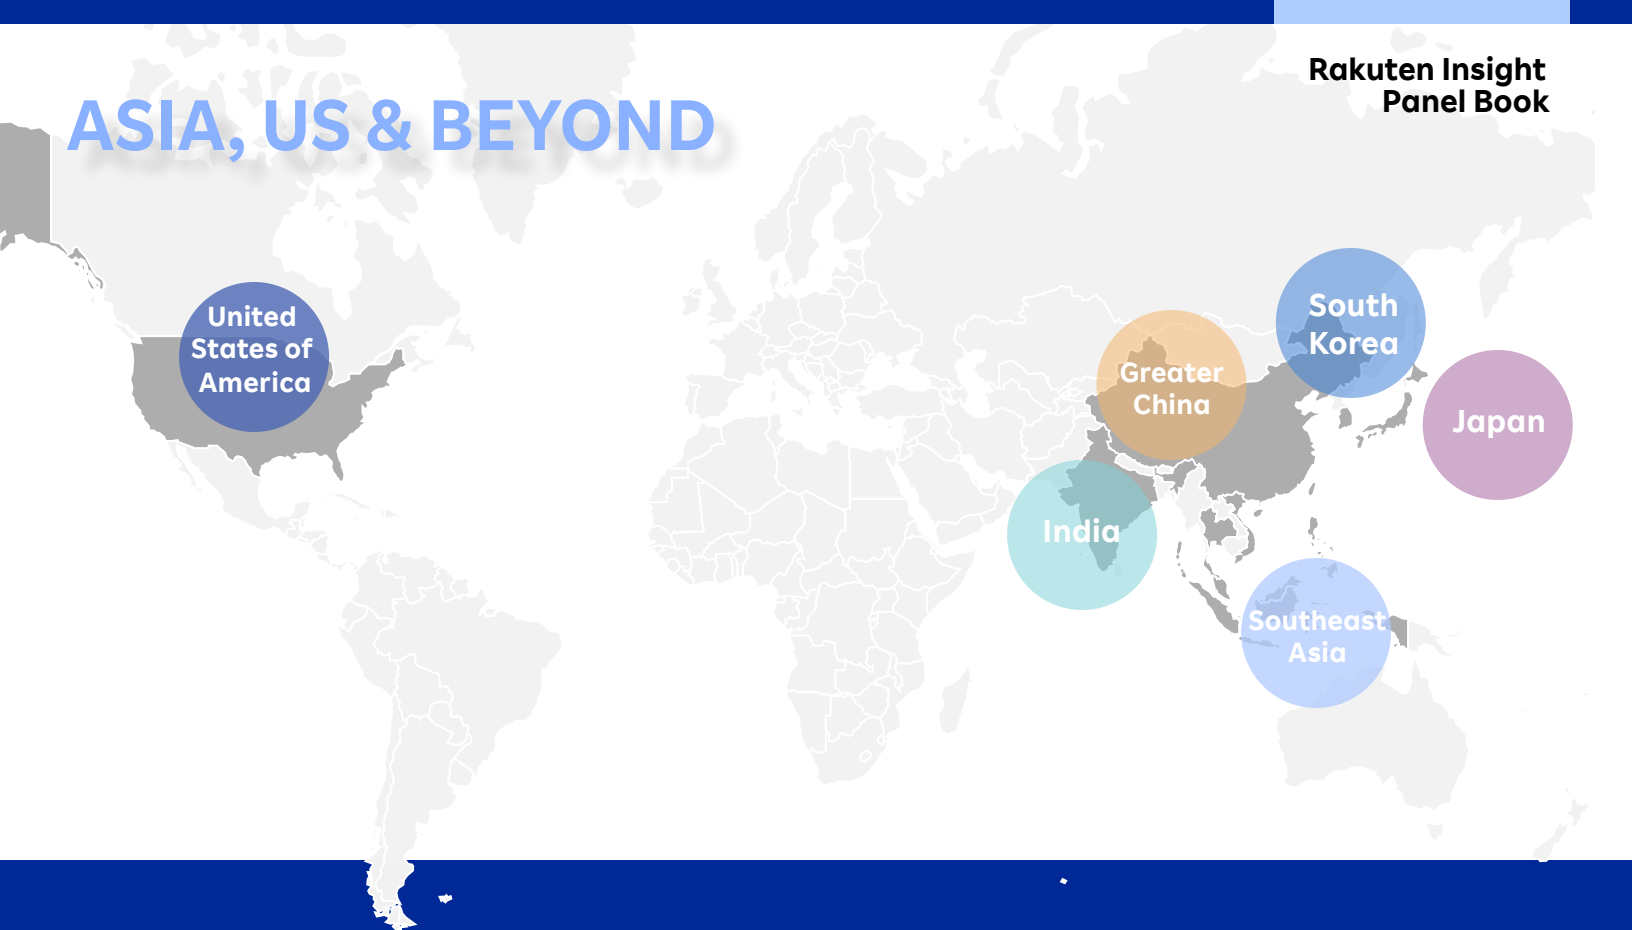 Rakuten Insight
Panel Book
ASIA, US & BEYOND
United
States of
America
South
Korea
Greater
China
Japan
India
Southeast
Asia